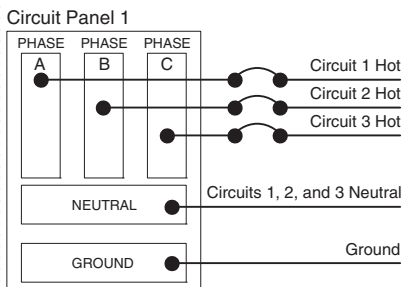 Circuit Panel 1
PHASE PHASE PHASE
A B C
Circuit 1 Hot
Circuit 2 Hot
Circuit 3 Hot
NEUTRAL
Circuits 1, 2, and 3 Neutral
GROUND
Ground